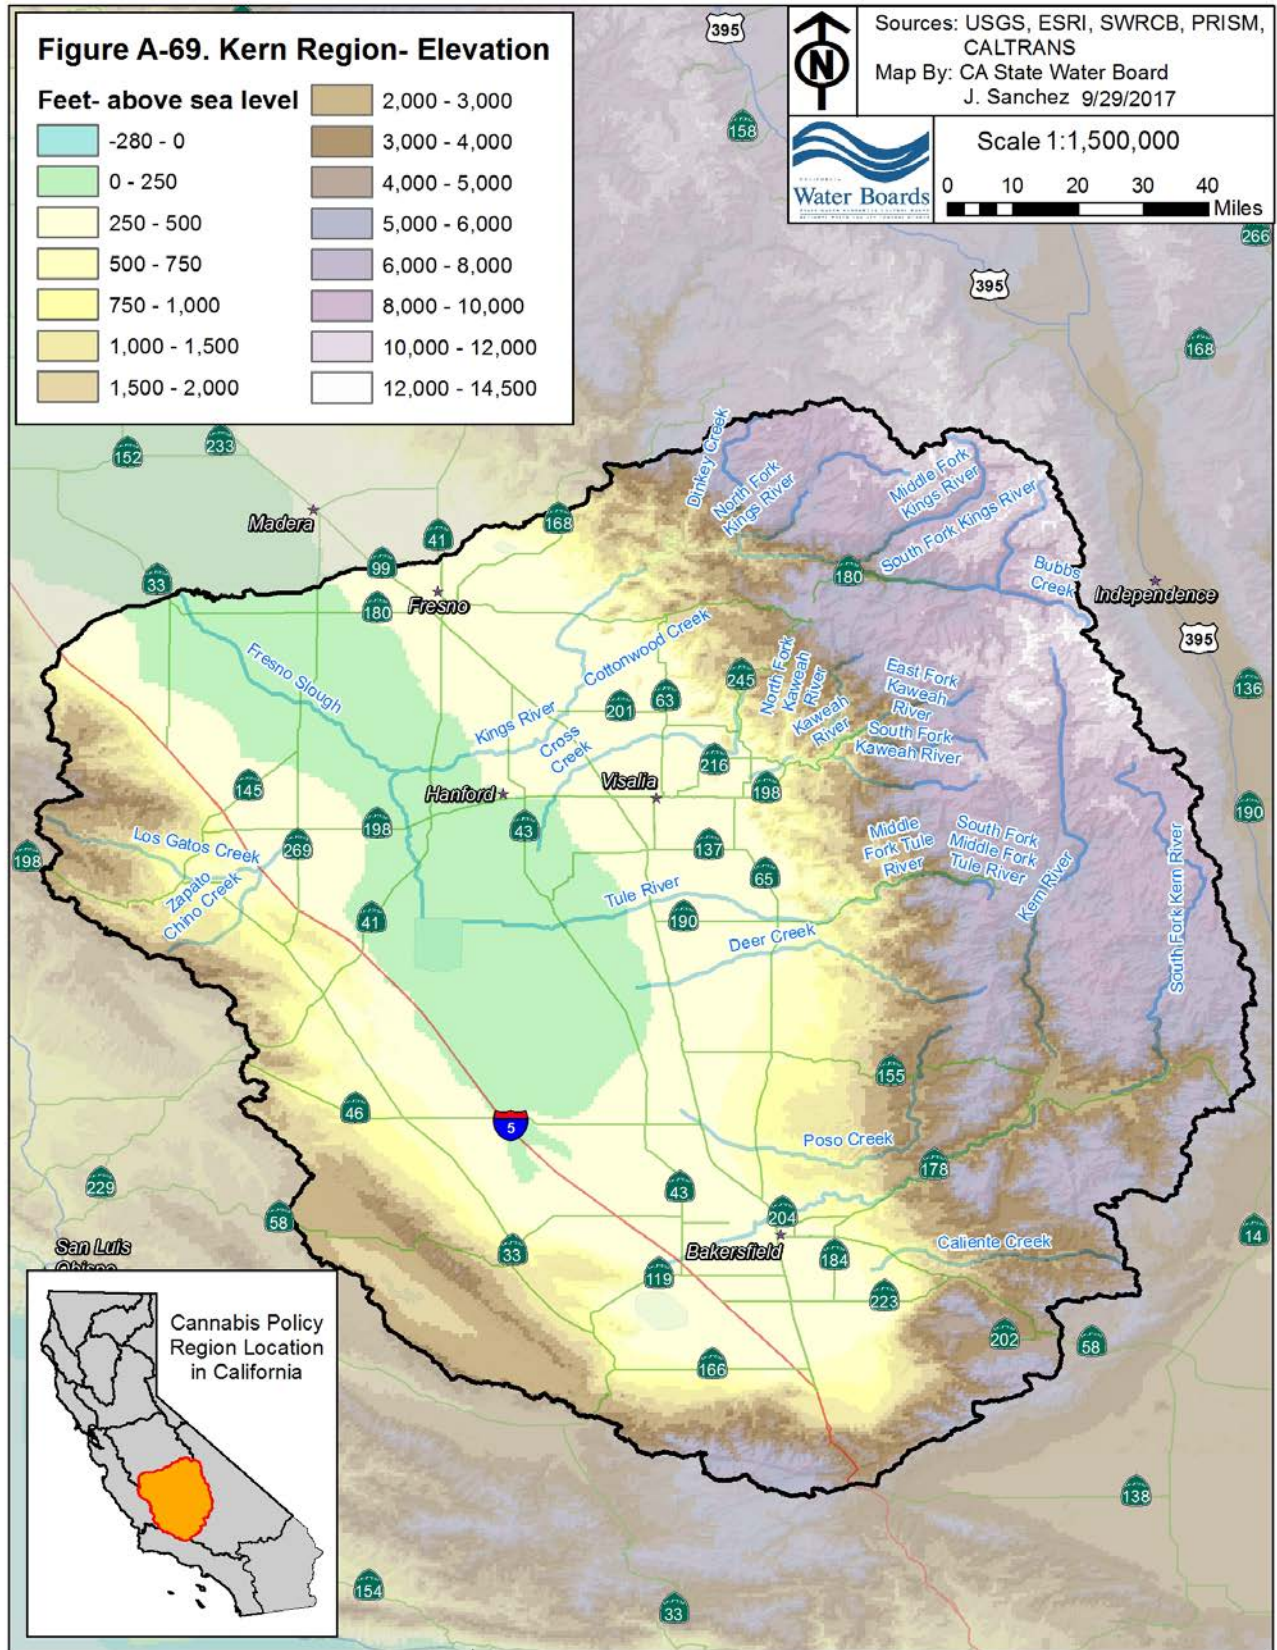 Figure A-69. Kern Region- Elevation
Feet- above sea level
-280 - 0
0 - 250
250 - 500
500 - 750
750 - 1,000
1,000 - 1,500
1,500 - 2,000
2,000 - 3,000
3,000 - 4,000
4,000 - 5,000
5,000 - 6,000
6,000 - 8,000
8,000 - 10,000
10,000 - 12,000
12,000 - 14,500
N
Sources: USGS, ESRI, SWRCB, PRISM,
CALTRANS
Map By: CA State Water Board
J. Sanchez 9/29/2017
CALIFORNIA
Water Boards
Scale 1:1,500,000
0 10 20 30 40
Miles
395
158
266
395
168
152
233
Madera
41
168
99
33
180
Fresno
Dinkey Creek
North Fork
Kings River
Middle Fork
Kings River
South Fork Kings River
180
Bubbs
Creek
Independence
395
136
Fresno Slough
Kings River
Cottonwood Creek
Cross
Creek
201
63
245
North Fork
Kaweah
River
Kaweah
River
East Fork
Kaweah
River
South Fork
Kaweah River
216
198
145
Hanford
Visalia
43
198
269
137
65
190
198
Los Gatos Creek
Zapato
Chino Creek
41
Tule River
190
Middle
Fork Tule
River
South Fork
Middle Fork
Tule River
Kern River
South Fork Kern River
Deer Creek
155
46
5
Poso Creek
178
229
58
43
204
Bakersfield
33
119
184
Caliente Creek
14
223
202
58
166
San Luis
Obispo
Cannabis Policy
Region Location
in California
138
154
33